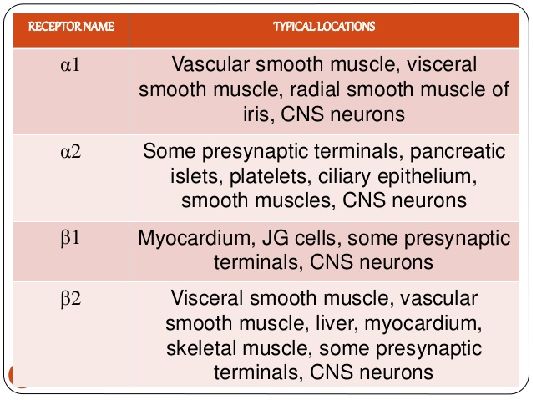 RECEPTOR NAME
TYPICAL LOCATIONS
α1
Vascular smooth muscle, visceral
smooth muscle, radial smooth muscle of
iris, CNS neurons
α2
Some presynaptic terminals, pancreatic
islets, platelets, ciliary epithelium,
smooth muscles, CNS neurons
β1
Myocardium, JG cells, some presynaptic
terminals, CNS neurons
β2
Visceral smooth muscle, vascular
smooth muscle, liver, myocardium,
skeletal muscle, some presynaptic
terminals, CNS neurons